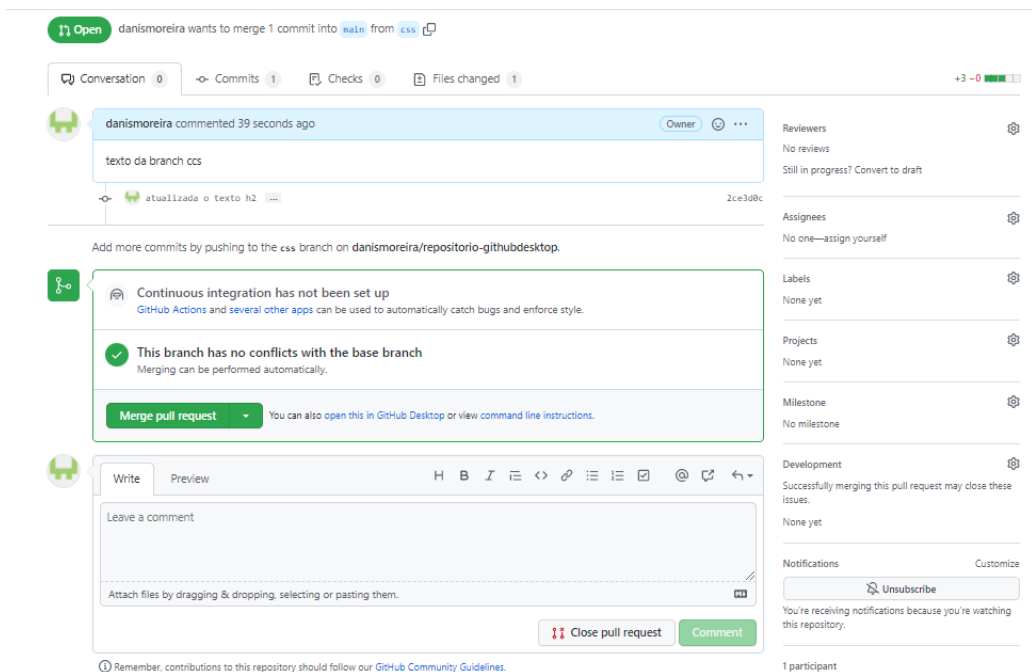 Open danismoreira wants to merge 1 commit into main from css
Conversation 0 Commits 1 Checks 0 Files changed 1 +3 −0
danismoreira commented 39 seconds ago Owner
texto da branch ccs
atualizada o texto h2 ... 2ce3d0c
Add more commits by pushing to the css branch on danismoreira/repositorio-githubdesktop.
Continuous integration has not been set up
GitHub Actions and several other apps can be used to automatically catch bugs and enforce style.
This branch has no conflicts with the base branch
Merging can be performed automatically.
Merge pull request You can also open this in GitHub Desktop or view command line instructions.
Write Preview H B I
Leave a comment
Attach files by dragging & dropping, selecting or pasting them.
Close pull request Comment
Remember, contributions to this repository should follow our GitHub Community Guidelines.
Reviewers
No reviews
Still in progress? Convert to draft
Assignees
No one—assign yourself
Labels
None yet
Projects
None yet
Milestone
No milestone
Development
Successfully merging this pull request may close these
issues.
None yet
Notifications Customize
Unsubscribe
You're receiving notifications because you're watching
this repository.
1 participant